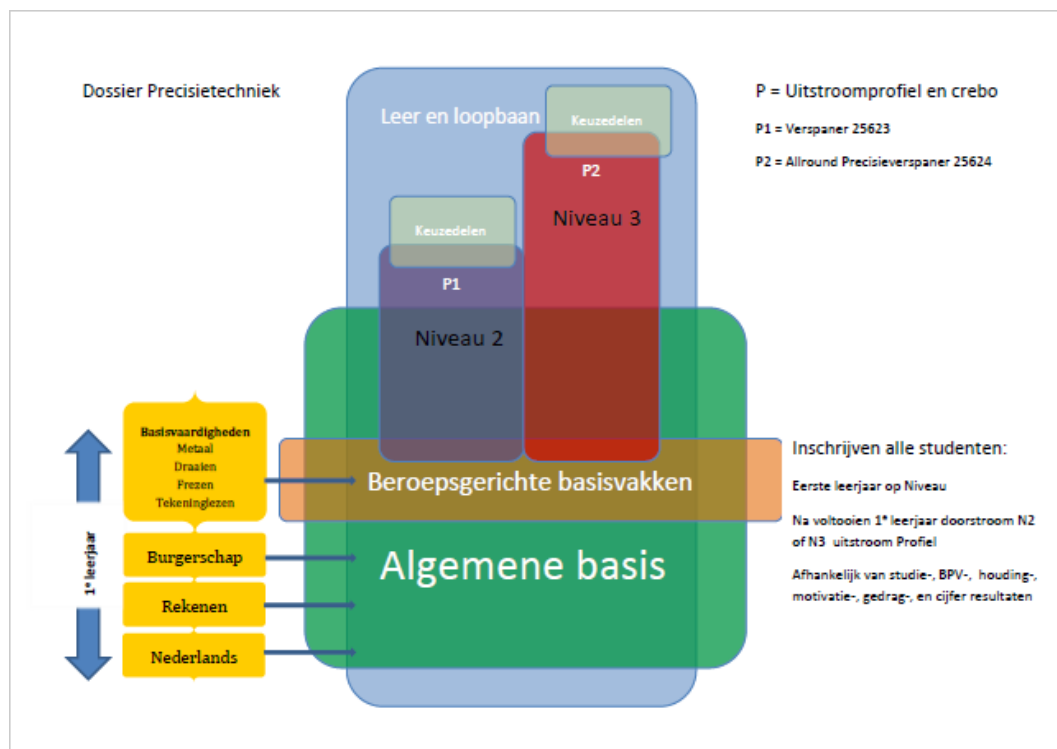 Dossier Precisietechniek
Leer en loopbaan
Keuzedelen
P2
Niveau 3
Keuzedelen
P1
Niveau 2
P = Uitstroomprofiel en crebo
P1 = Verspaner 25623
P2 = Allround Precisieverspaner 25624
1e leerjaar
Basisvaardigheden
Metaal
Draaien
Frezen
Tekeninglezen
Burgerschap
Rekenen
Nederlands
Beroepsgerichte basisvakken
Algemene basis
Inschrijven alle studenten:
Eerste leerjaar op Niveau
Na voltooien 1e leerjaar doorstroom N2
of N3 uitstroom Profiel
Afhankelijk van studie-, BPV-, houding-,
motivatie-, gedrag-, en cijfer resultaten